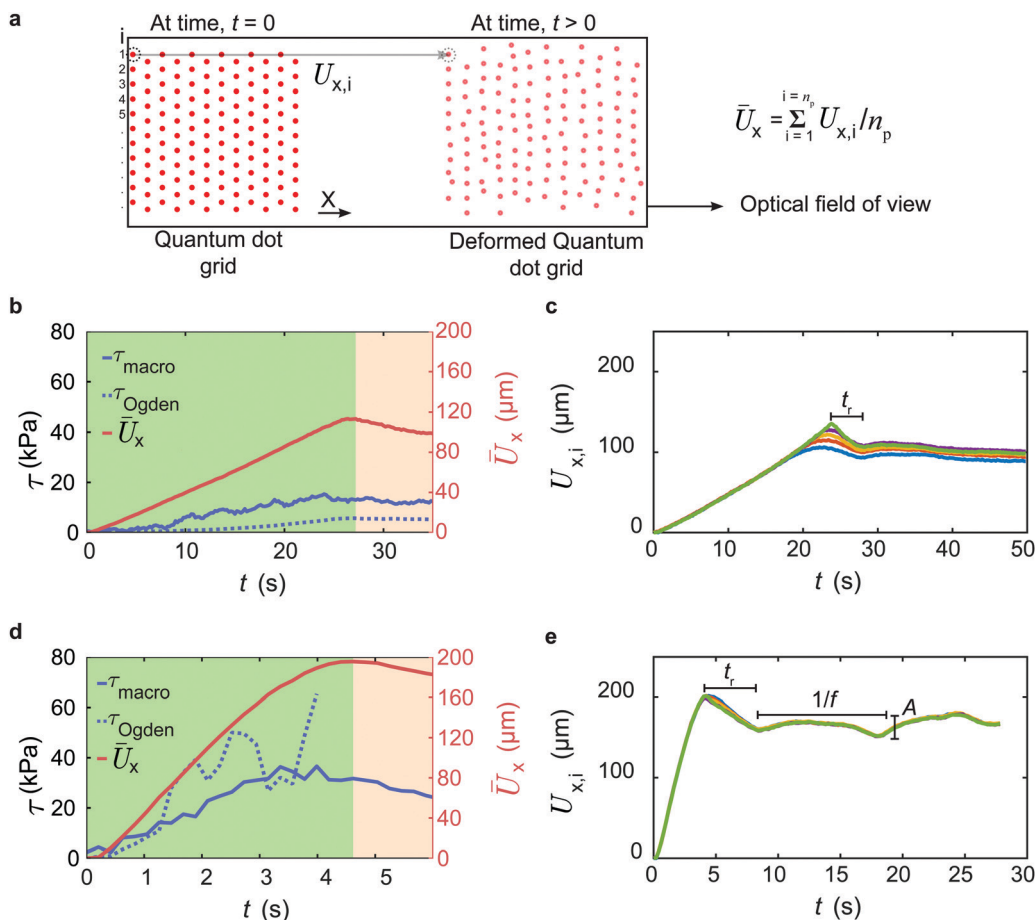 a
At time, t = 0
At time, t > 0
i
1
2
3
4
5
.
.
.
.
.
U x,i
X
Ū x = Σ i = 1 i = n p U x,i / n p
Optical field of view
Quantum dot
grid
Deformed Quantum
dot grid
b
τ macro
τ Ogden
Ū x
80
60
40
20
0
τ (kPa)
200
160
120
80
40
0
Ū x (μm)
0 10 20 30
t (s)
c
t r
200
100
0
U x,i (μm)
0 10 20 30 40 50
t (s)
d
τ macro
τ Ogden
Ū x
80
60
40
20
0
τ (kPa)
200
160
120
80
40
0
Ū x (μm)
0 1 2 3 4 5
t (s)
e
t r
1/f
A
200
100
0
U x,i (μm)
0 5 10 15 20 25 30
t (s)